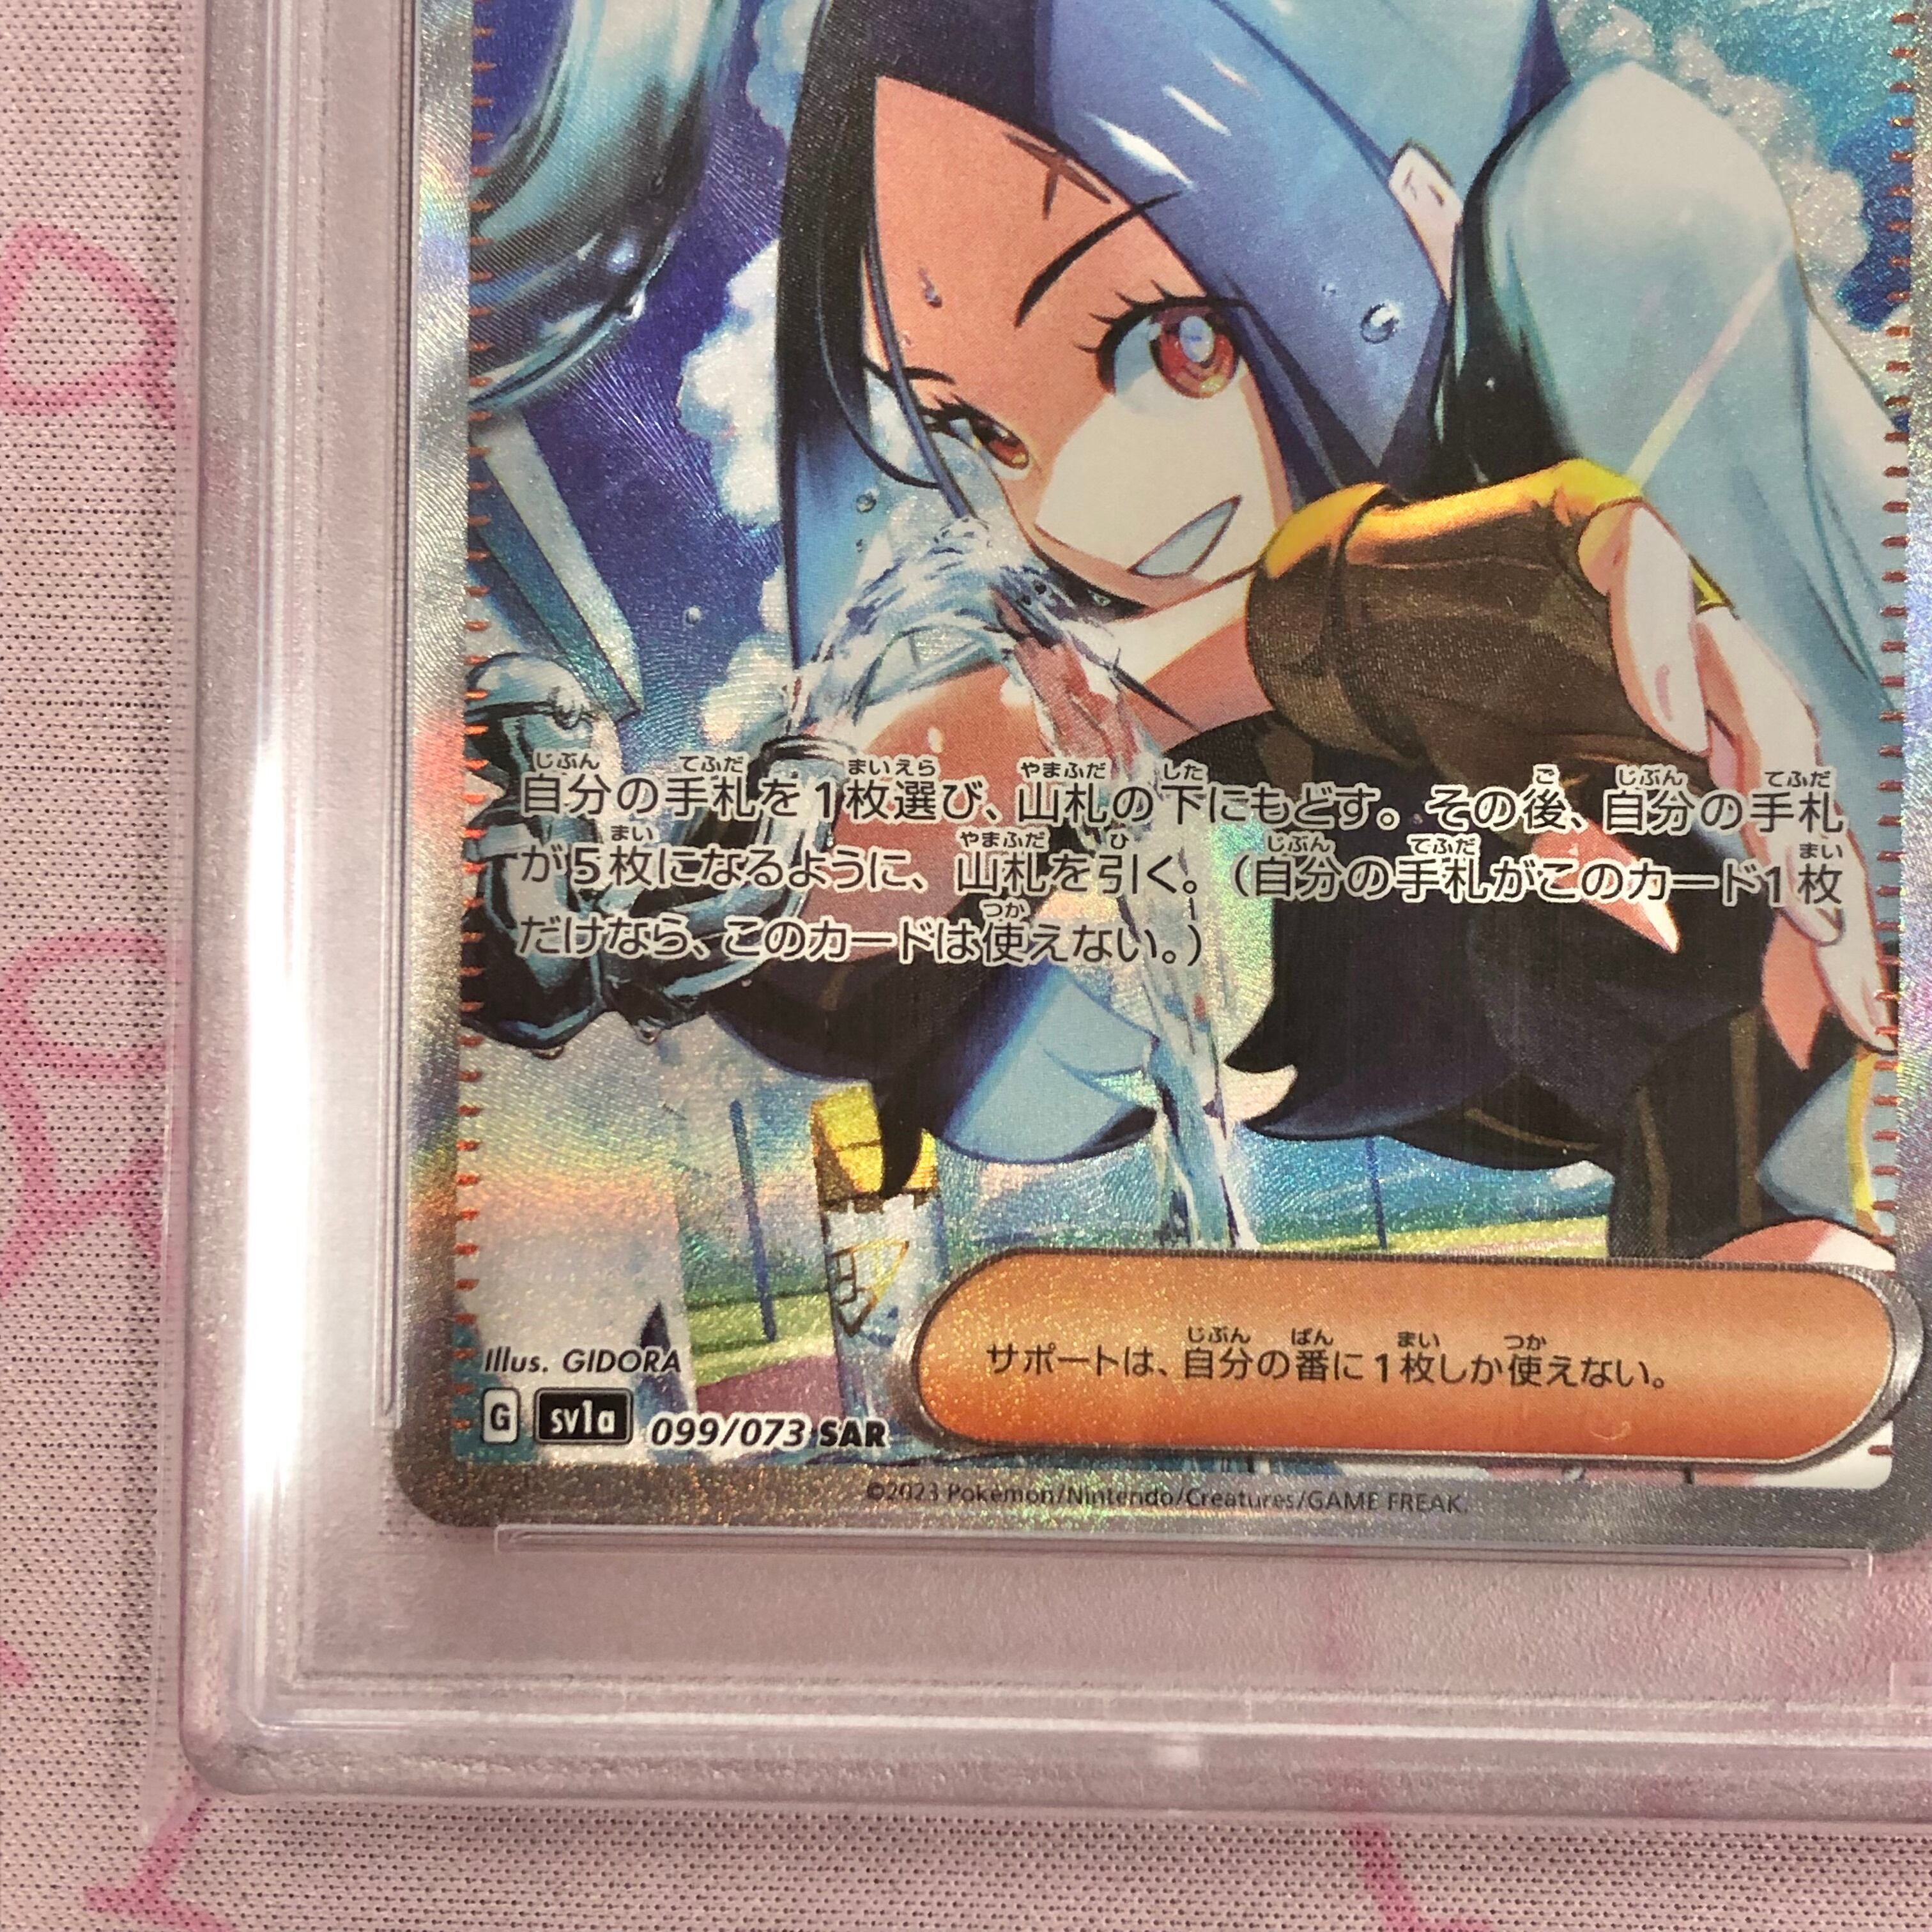 自分の手札を1枚選び、山札の下にもどす。その後、自分の手札
が5枚になるように、山札を引く。（自分の手札がこのカード1枚
だけなら、このカードは使えない。）
サポートは、自分の番に1枚しか使えない。
Illus. GIDORA
G sv1a 099/073 SAR
©2023 Pokémon/Nintendo/Creatures/GAME FREAK.